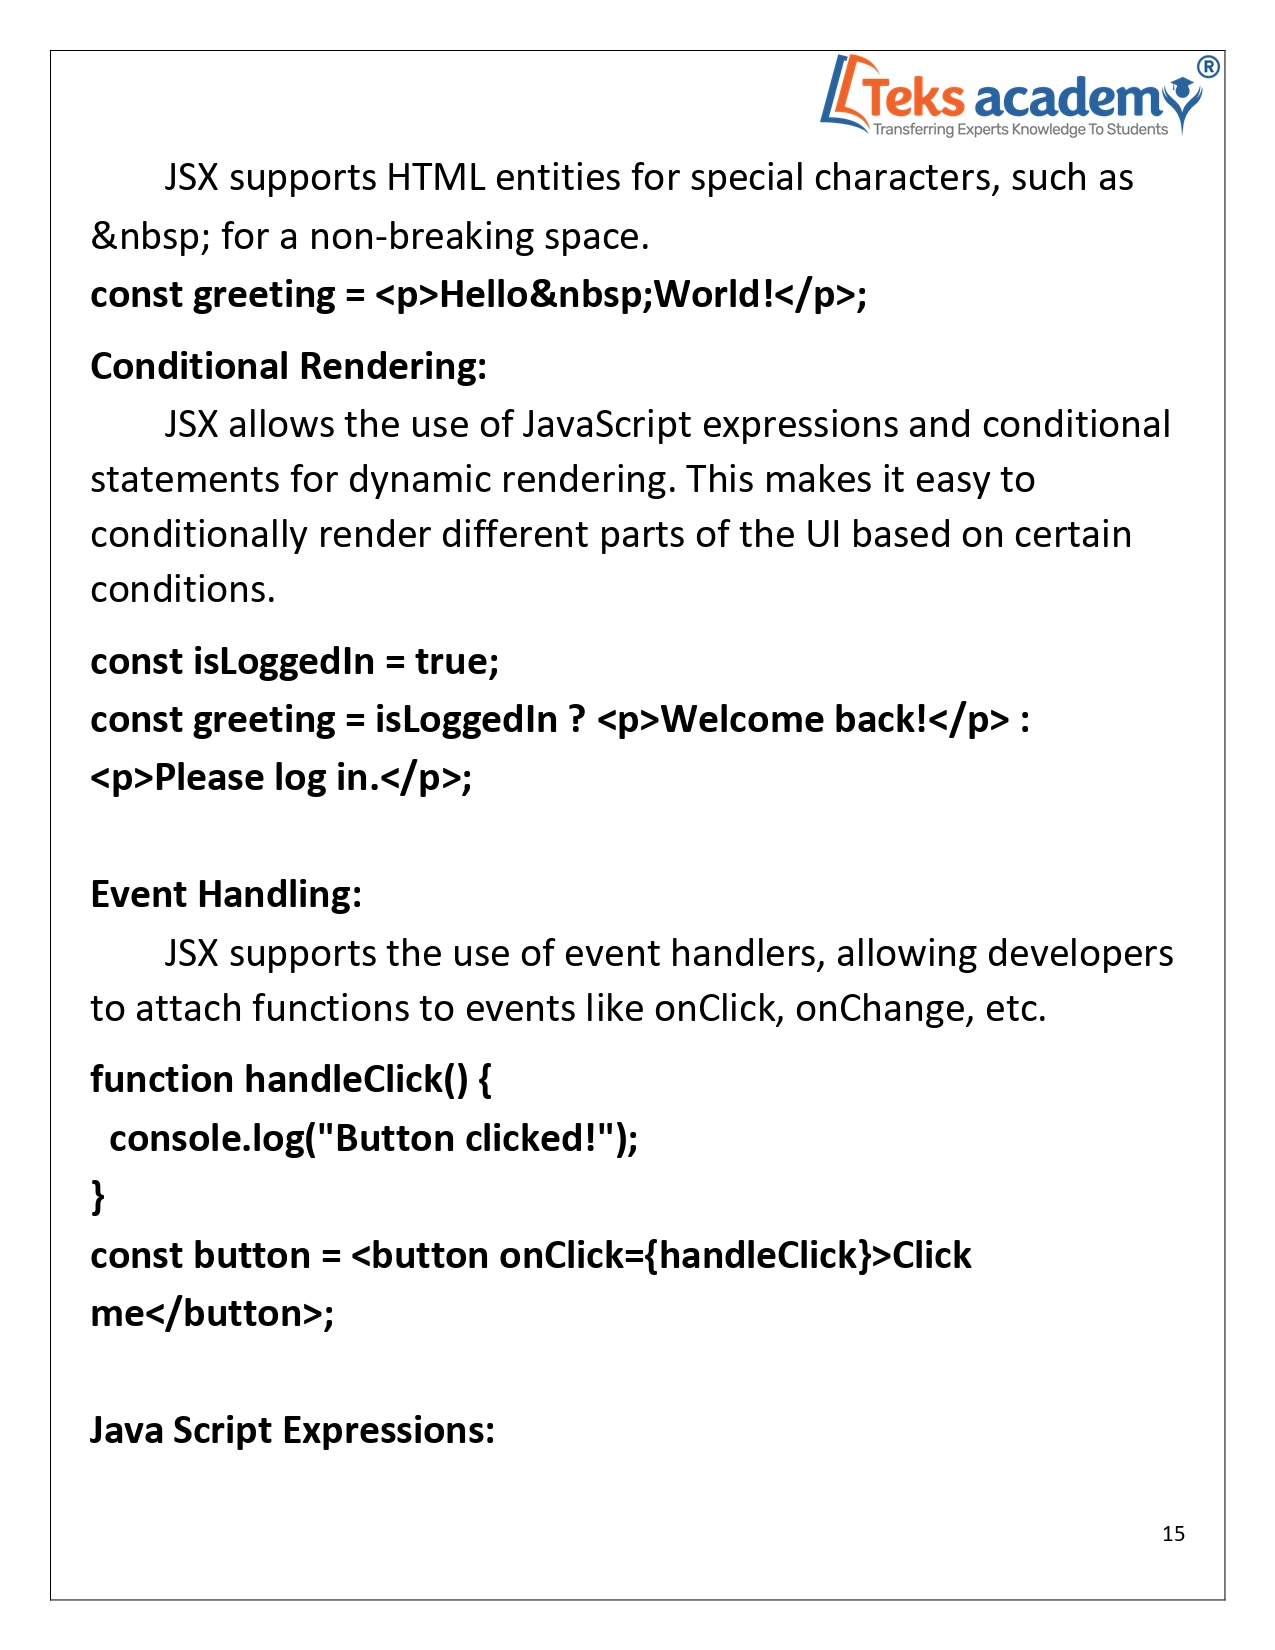 Teks academy ®
Transferring Experts Knowledge To Students
JSX supports HTML entities for special characters, such as
&nbsp; for a non-breaking space.
const greeting = <p>Hello&nbsp;World!</p>;
Conditional Rendering:
JSX allows the use of JavaScript expressions and conditional
statements for dynamic rendering. This makes it easy to
conditionally render different parts of the UI based on certain
conditions.
const isLoggedIn = true;
const greeting = isLoggedIn ? <p>Welcome back!</p> :
<p>Please log in.</p>;
Event Handling:
JSX supports the use of event handlers, allowing developers
to attach functions to events like onClick, onChange, etc.
function handleClick() {
  console.log("Button clicked!");
}
const button = <button onClick={handleClick}>Click
me</button>;
Java Script Expressions:
15